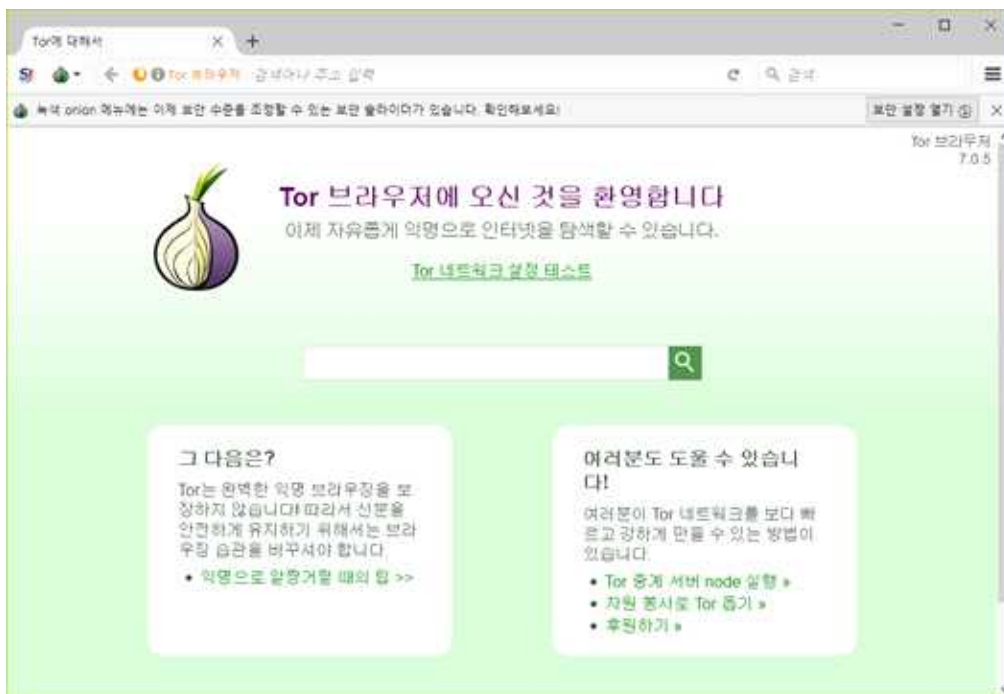 Tor에 대해서
Tor 브라우저 검색어나 주소 입력
검색
녹색 onion 메뉴에는 이제 보안 수준을 조정할 수 있는 보안 슬라이더가 있습니다. 확인해보세요!
보안 설정 열기
Tor 브라우저
7.0.5
Tor 브라우저에 오신 것을 환영합니다
이제 자유롭게 익명으로 인터넷을 탐색할 수 있습니다.
Tor 네트워크 설정 테스트
그 다음은?
Tor는 완벽한 익명 브라우징을 보
장하지 않습니다! 따라서 신분을
안전하게 유지하기 위해서는 브라
우징 습관을 바꾸셔야 합니다.
• 익명으로 알짱거릴 때의 팁 >>
여러분도 도울 수 있습니
다!
여러분이 Tor 네트워크를 보다 빠
르고 강하게 만들 수 있는 방법이
있습니다.
• Tor 중계 서버 node 실행 »
• 자원 봉사로 Tor 돕기 »
• 후원하기 »